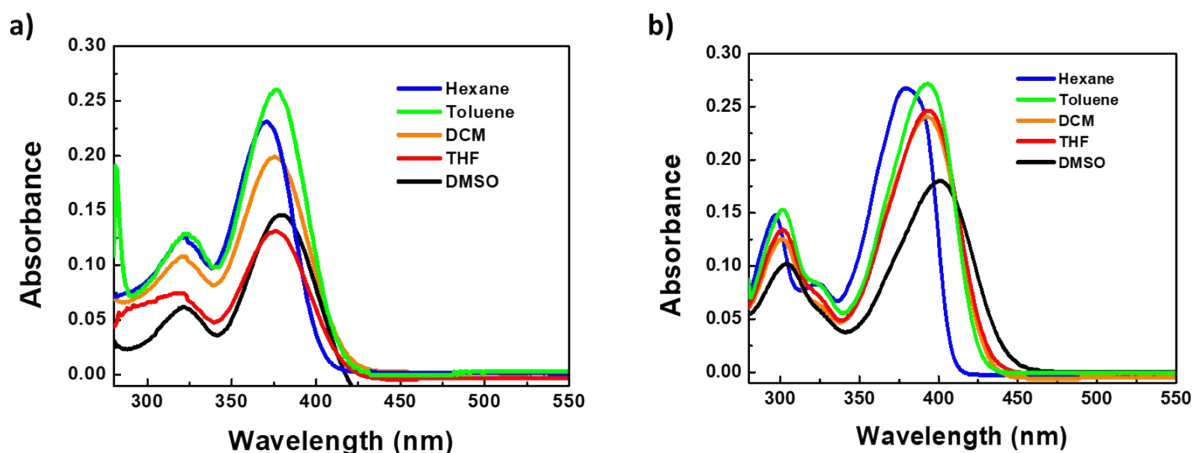 a)
0.30
0.25
0.20
0.15
0.10
0.05
0.00
Absorbance
Hexane
Toluene
DCM
THF
DMSO
300 350 400 450 500 550
Wavelength (nm)
b)
0.30
0.25
0.20
0.15
0.10
0.05
0.00
Absorbance
Hexane
Toluene
DCM
THF
DMSO
300 350 400 450 500 550
Wavelength (nm)